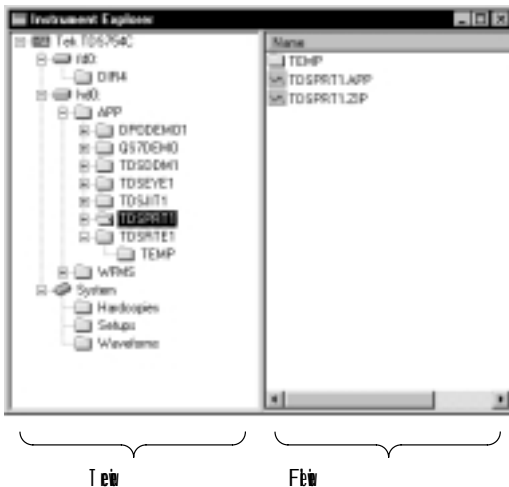 Instrument Explorer
Tek TDS754C
fd0:
DIR4
hd0:
APP
DPODEMO1
QS7DEMO
TDSDDM1
TDSEYE1
TDSJIT1
TDSPRT1
TDSRTE1
TEMP
WFMS
System
Hardcopies
Setups
Waveforms
Name
TEMP
TDSPRT1.APP
TDSPRT1.ZIP